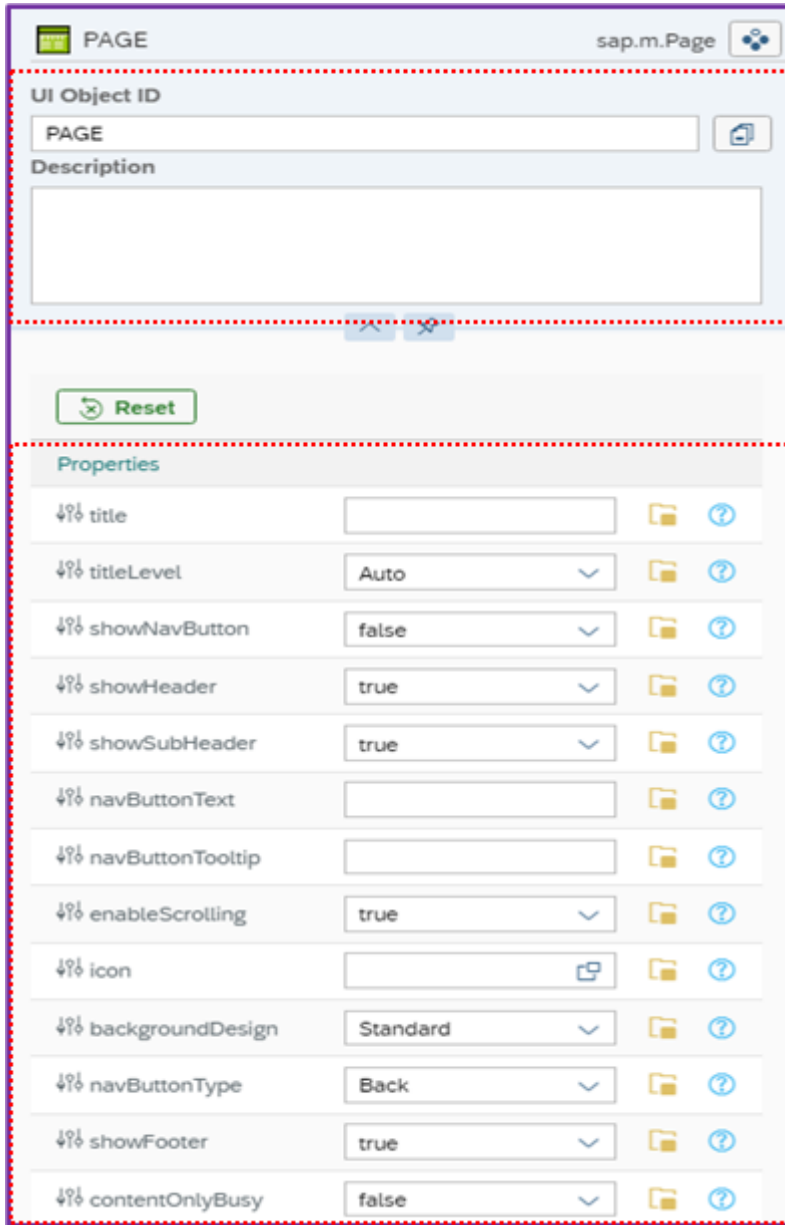 PAGE sap.m.Page
UI Object ID
PAGE
Description
Reset
Properties
title
titleLevel Auto
showNavButton false
showHeader true
showSubHeader true
navButtonText
navButtonTooltip
enableScrolling true
icon
backgroundDesign Standard
navButtonType Back
showFooter true
contentOnlyBusy false